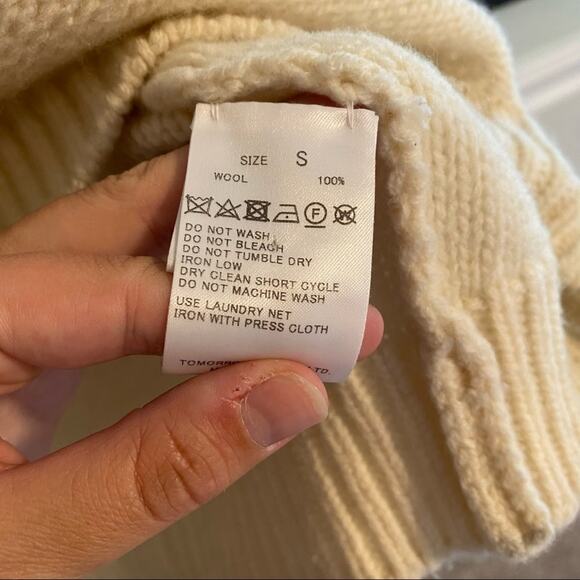 SIZE S
WOOL 100%
F W
DO NOT WASH
DO NOT BLEACH
DO NOT TUMBLE DRY
IRON LOW
DRY CLEAN SHORT CYCLE
DO NOT MACHINE WASH
USE LAUNDRY NET
IRON WITH PRESS CLOTH
LTD.